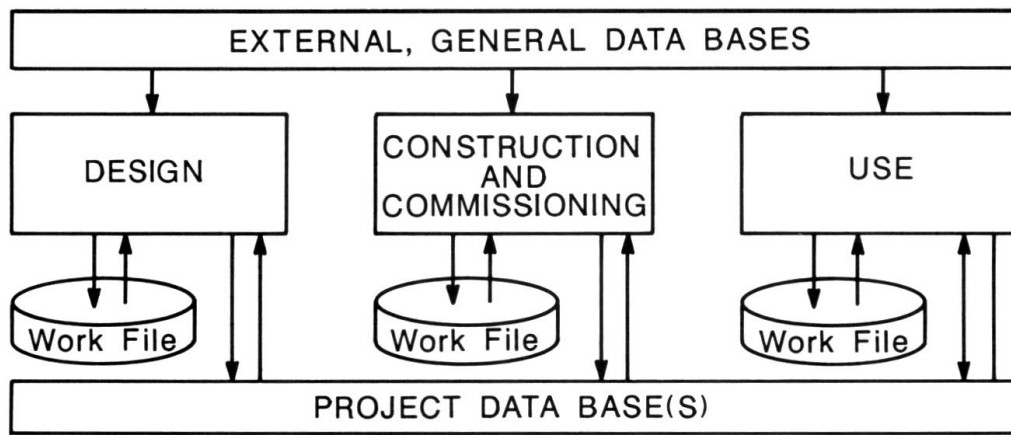 EXTERNAL, GENERAL DATA BASES
DESIGN
CONSTRUCTION
AND
COMMISSIONING
USE
Work File
Work File
Work File
PROJECT DATA BASE(S)